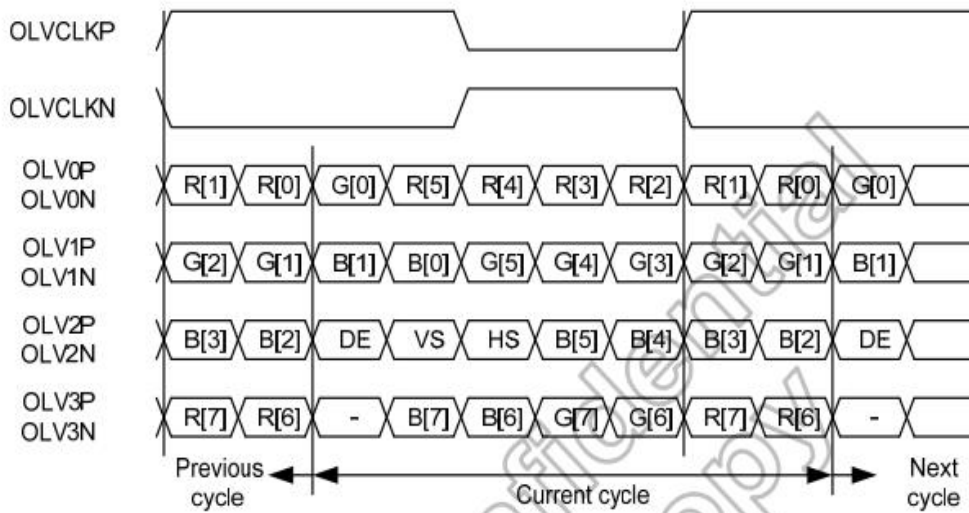 OLVCLKP
OLVCLKN
OLV0P
OLV0N
R[1] R[0] G[0] R[5] R[4] R[3] R[2] R[1] R[0] G[0]
OLV1P
OLV1N
G[2] G[1] B[1] B[0] G[5] G[4] G[3] G[2] G[1] B[1]
OLV2P
OLV2N
B[3] B[2] DE VS HS B[5] B[4] B[3] B[2] DE
OLV3P
OLV3N
R[7] R[6] - B[7] B[6] G[7] G[6] R[7] R[6] -
Previous cycle
Current cycle
Next cycle
nfidential
opy